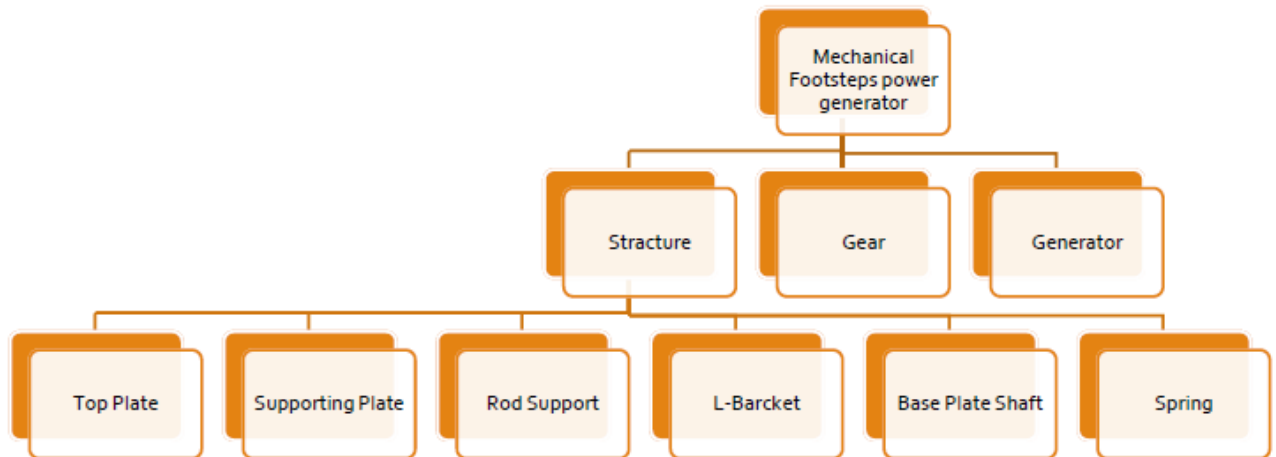 Mechanical
Footsteps power
generator
Stracture
Gear
Generator
Top Plate
Supporting Plate
Rod Support
L-Barcket
Base Plate Shaft
Spring